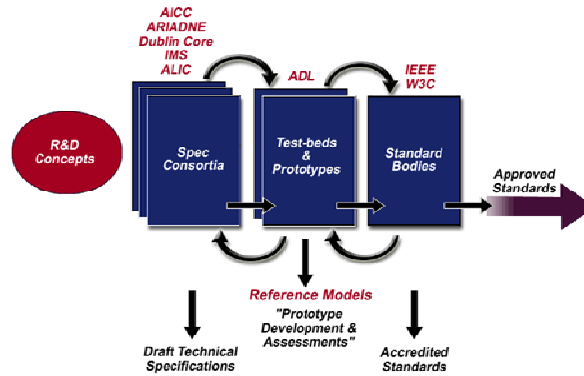 AICC
ARIADNE
Dublin Core
IMS
ALIC
ADL
IEEE
W3C
R&D
Concepts
Spec
Consortia
Test-beds
&
Prototypes
Standard
Bodies
Approved
Standards
Reference Models
"Prototype
Development &
Assessments"
Draft Technical
Specifications
Accredited
Standards